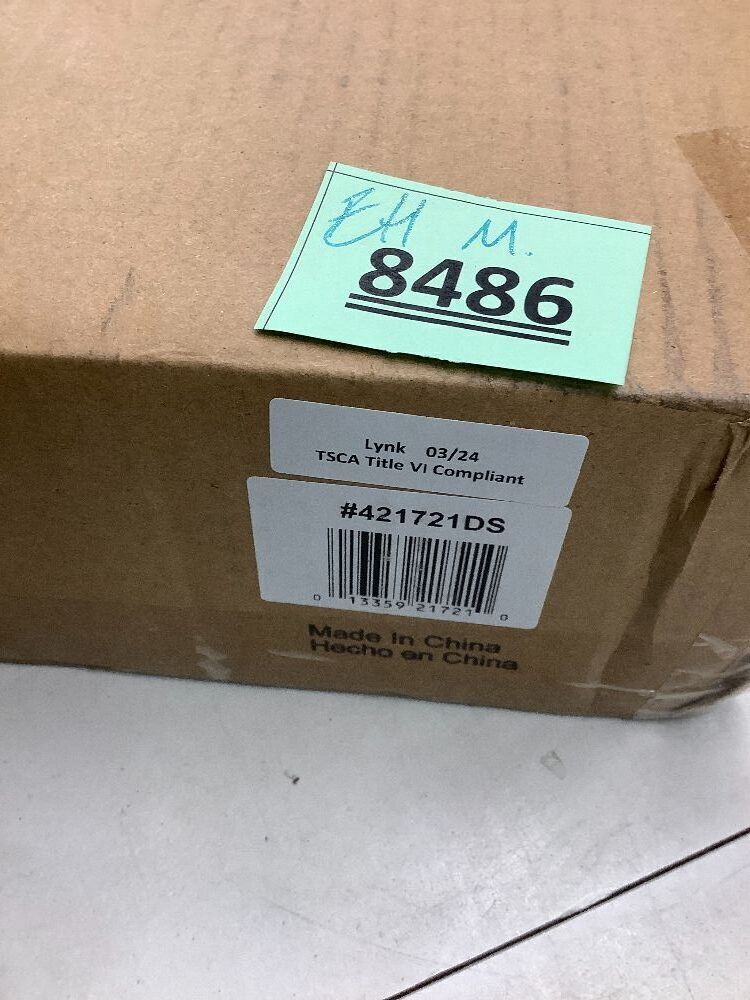 EH M.
8486
Lynk 03/24
TSCA Title VI Compliant
#421721DS
0 13359 21721 0
Made In China
Hecho en China